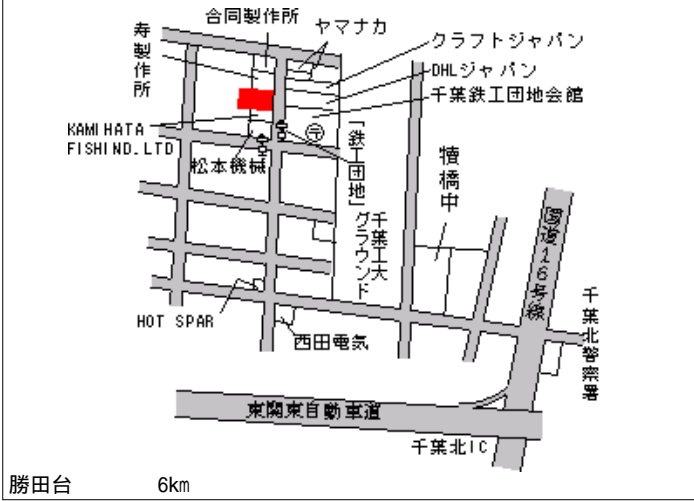 合同製作所
寿製作所
ヤマナカ
クラフトジャパン
DHLジャパン
千葉鉄工団地会館
KAMIHATA
FISHIND.LTD
〒
「鉄工団地」
松本機械
犢橋中
国道16号線
千葉工大
グラウンド
千葉北警察署
HOT SPAR
西田電気
東関東自動車道
千葉北IC
勝田台 6km